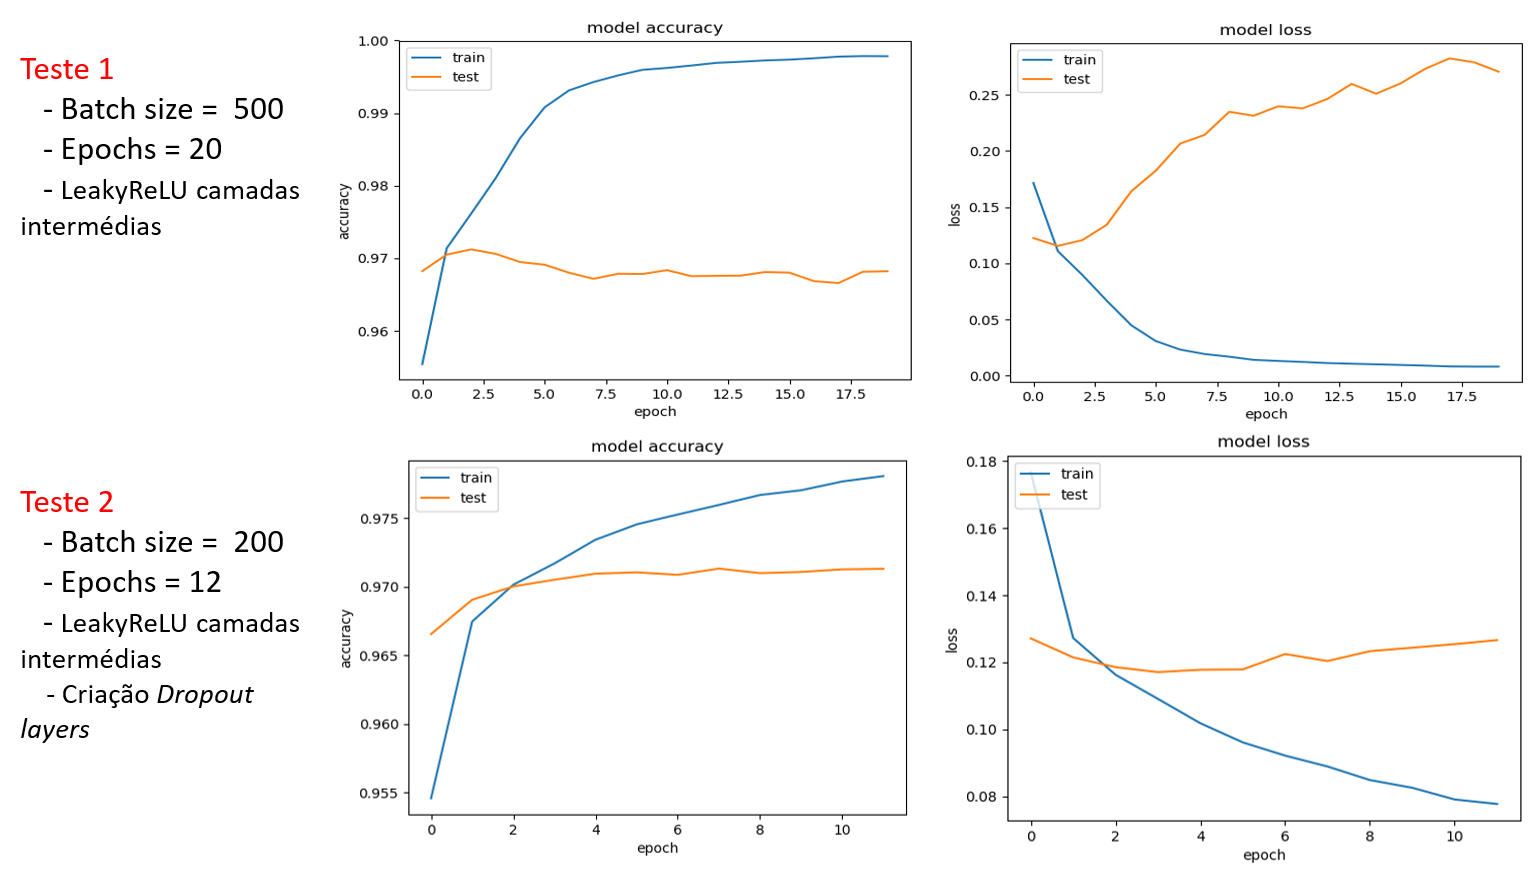 Teste 1
- Batch size =  500
- Epochs = 20
- LeakyReLU camadas
intermédias
model accuracy
train
test
1.00
0.99
0.98
0.97
0.96
accuracy
0.0 2.5 5.0 7.5 10.0 12.5 15.0 17.5
epoch
model loss
train
test
0.25
0.20
0.15
0.10
0.05
0.00
loss
0.0 2.5 5.0 7.5 10.0 12.5 15.0 17.5
epoch
Teste 2
- Batch size =  200
- Epochs = 12
- LeakyReLU camadas
intermédias
- Criação Dropout
layers
model accuracy
train
test
0.975
0.970
0.965
0.960
0.955
accuracy
0 2 4 6 8 10
epoch
model loss
train
test
0.18
0.16
0.14
0.12
0.10
0.08
loss
0 2 4 6 8 10
epoch